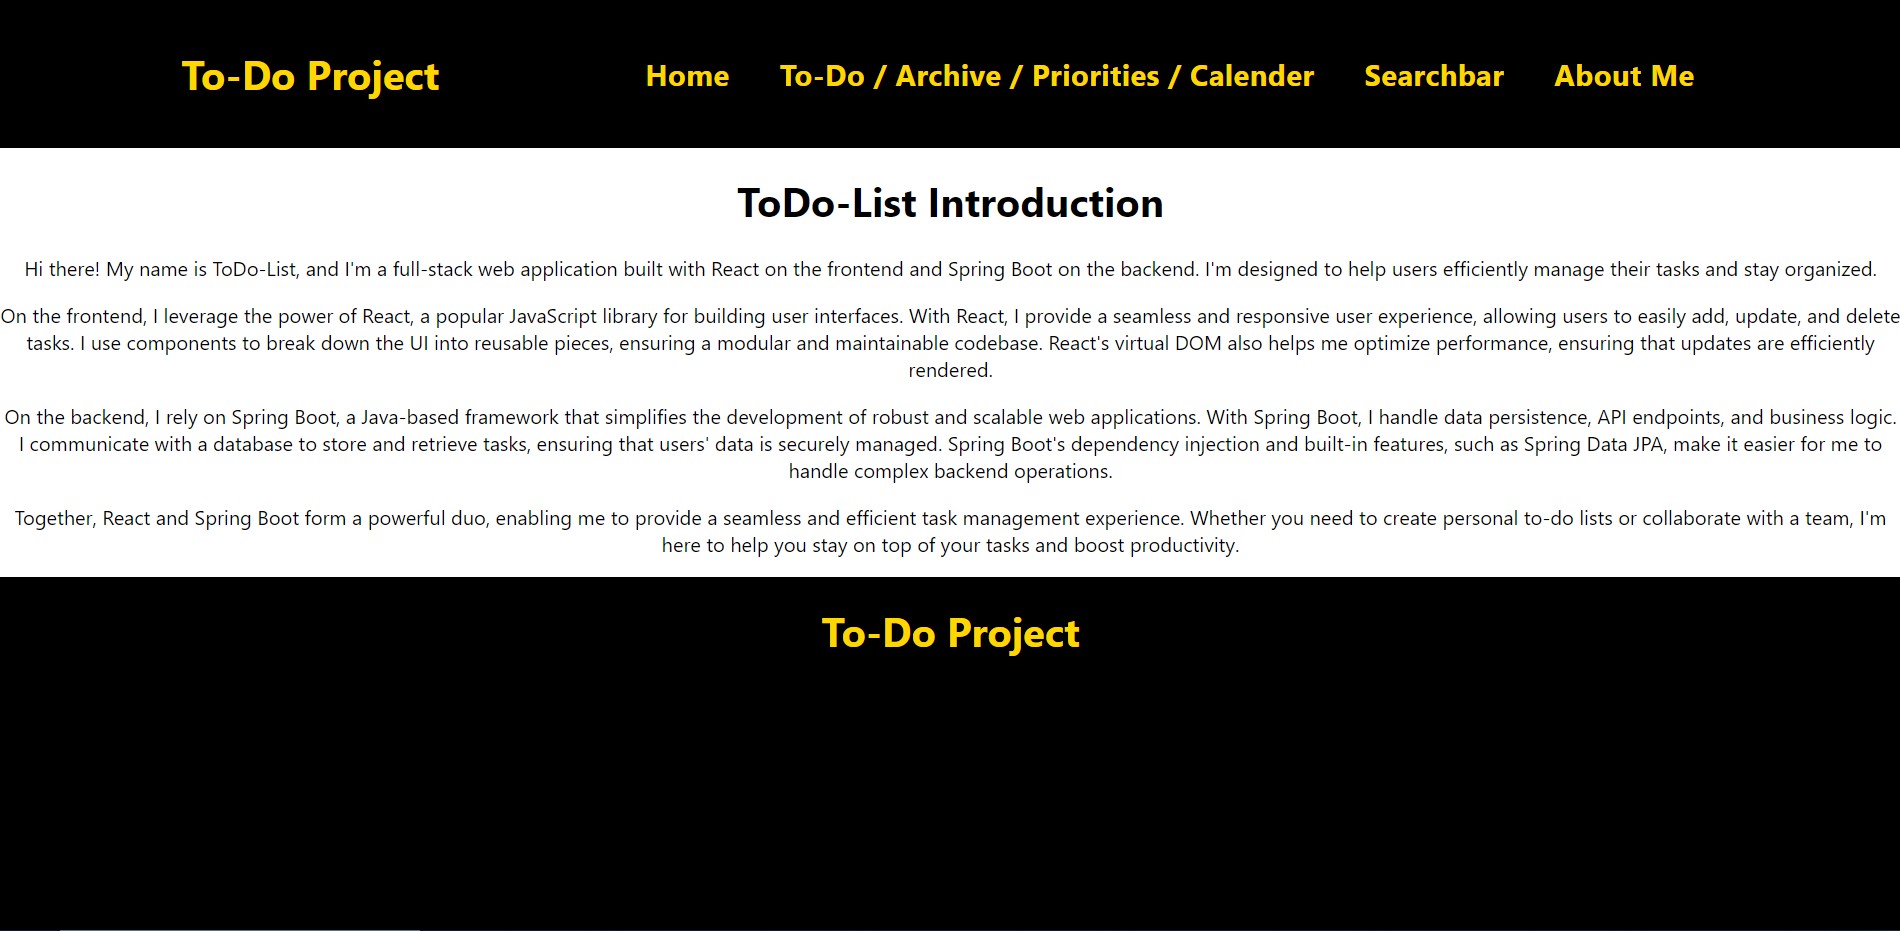 To-Do Project
Home To-Do / Archive / Priorities / Calender Searchbar About Me
ToDo-List Introduction
Hi there! My name is ToDo-List, and I'm a full-stack web application built with React on the frontend and Spring Boot on the backend. I'm designed to help users efficiently manage their tasks and stay organized.
On the frontend, I leverage the power of React, a popular JavaScript library for building user interfaces. With React, I provide a seamless and responsive user experience, allowing users to easily add, update, and delete
tasks. I use components to break down the UI into reusable pieces, ensuring a modular and maintainable codebase. React's virtual DOM also helps me optimize performance, ensuring that updates are efficiently
rendered.
On the backend, I rely on Spring Boot, a Java-based framework that simplifies the development of robust and scalable web applications. With Spring Boot, I handle data persistence, API endpoints, and business logic.
I communicate with a database to store and retrieve tasks, ensuring that users' data is securely managed. Spring Boot's dependency injection and built-in features, such as Spring Data JPA, make it easier for me to
handle complex backend operations.
Together, React and Spring Boot form a powerful duo, enabling me to provide a seamless and efficient task management experience. Whether you need to create personal to-do lists or collaborate with a team, I'm
here to help you stay on top of your tasks and boost productivity.
To-Do Project